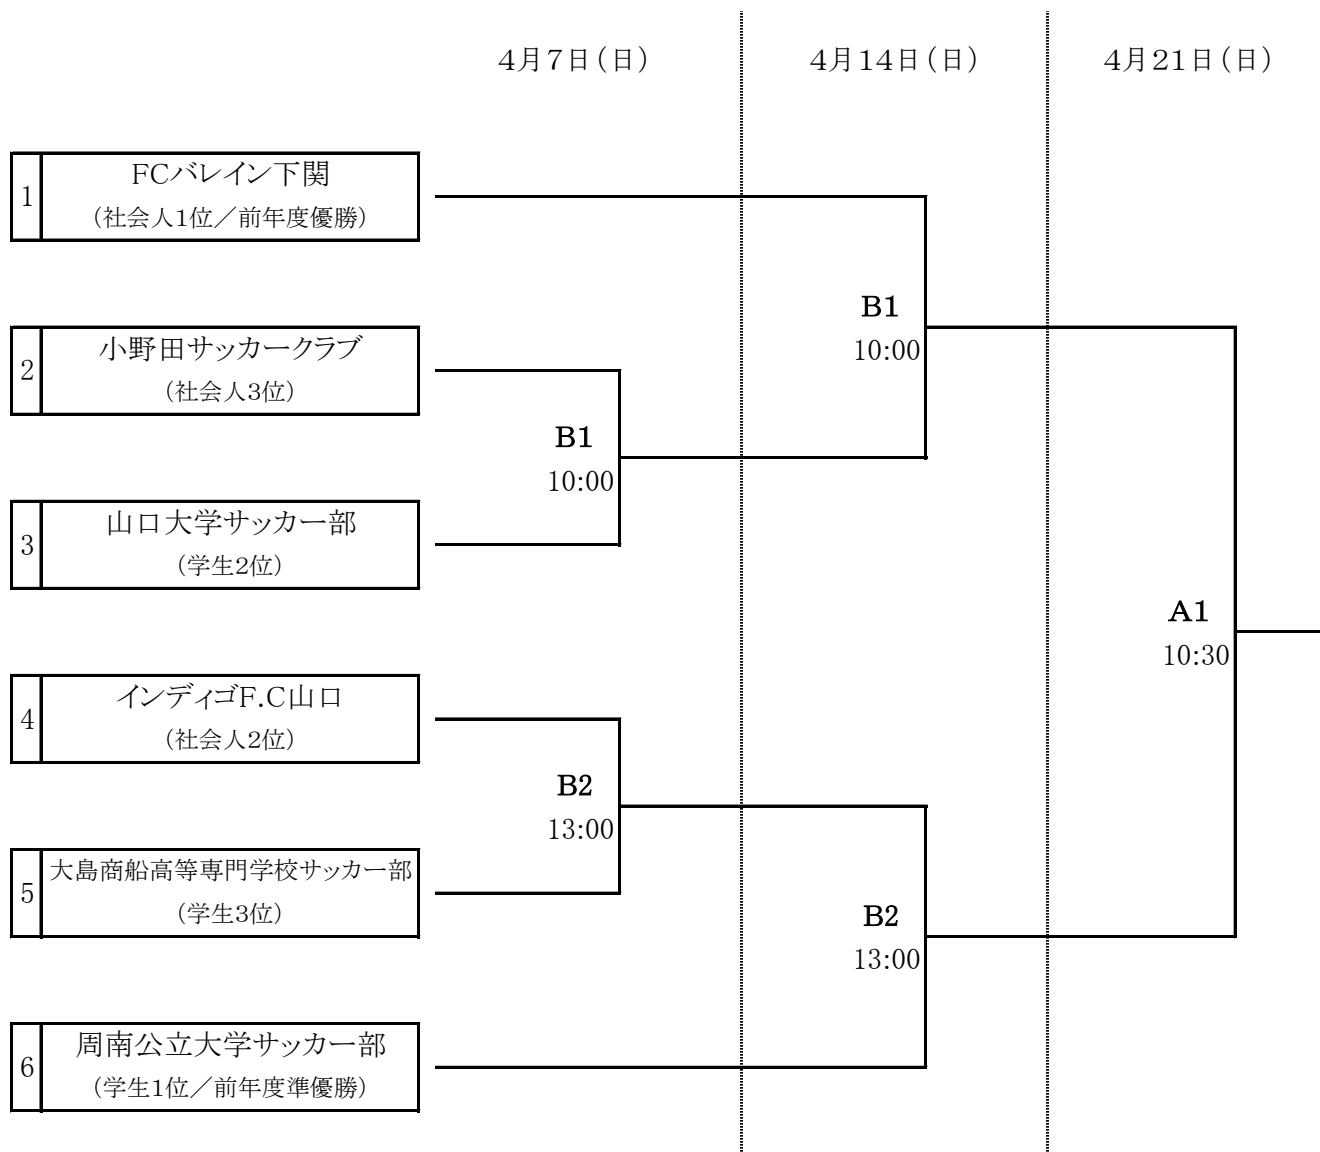 4月7日（日）
4月14日（日）
4月21日（日）
1
FCバレイン下関
（社会人1位／前年度優勝）
B1
10:00
2
小野田サッカークラブ
（社会人3位）
B1
10:00
3
山口大学サッカー部
（学生2位）
A1
10:30
4
インディゴF.C山口
（社会人2位）
B2
13:00
5
大島商船高等専門学校サッカー部
（学生3位）
B2
13:00
6
周南公立大学サッカー部
（学生1位／前年度準優勝）